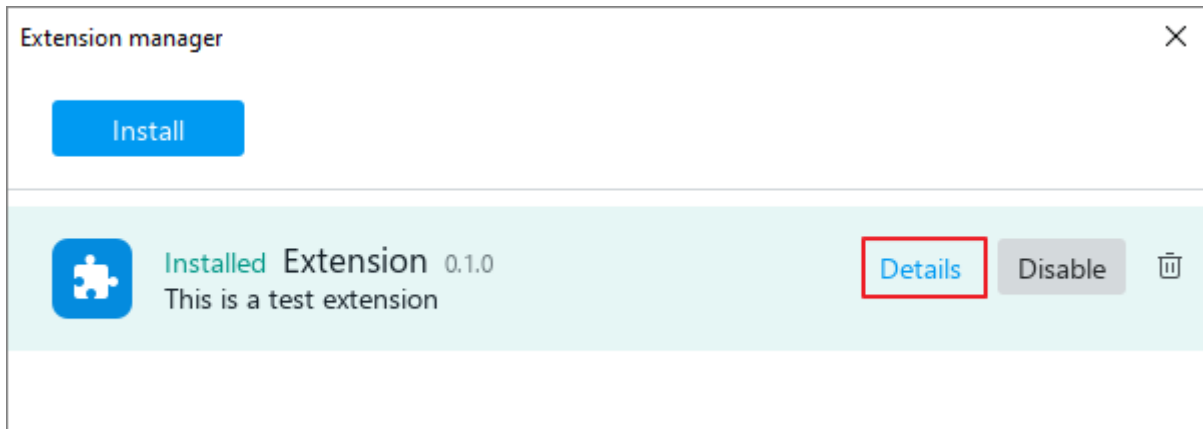 Extension manager
Install
Installed Extension 0.1.0
This is a test extension
Details
Disable